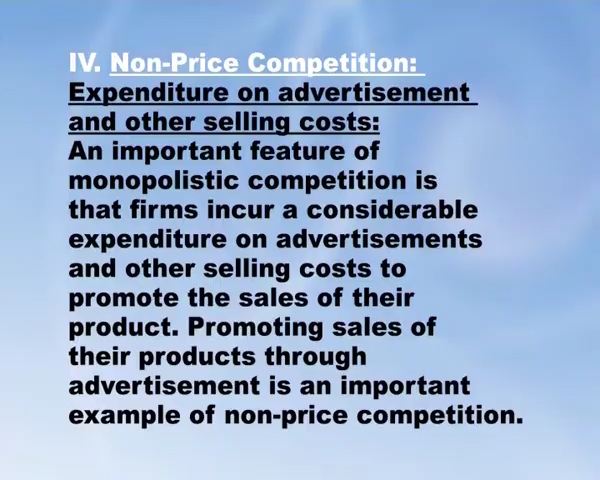 IV. Non-Price Competition:
Expenditure on advertisement
and other selling costs:
An important feature of
monopolistic competition is
that firms incur a considerable
expenditure on advertisements
and other selling costs to
promote the sales of their
product. Promoting sales of
their products through
advertisement is an important
example of non-price competition.